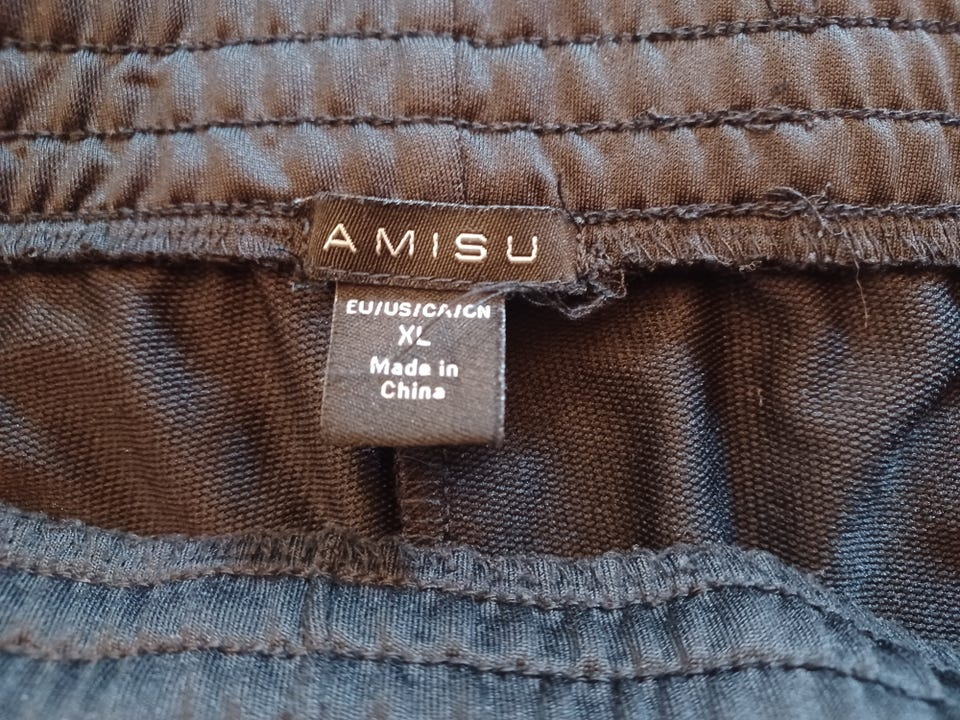 AMISU
EU/US/CA/CN
XL
Made in
China